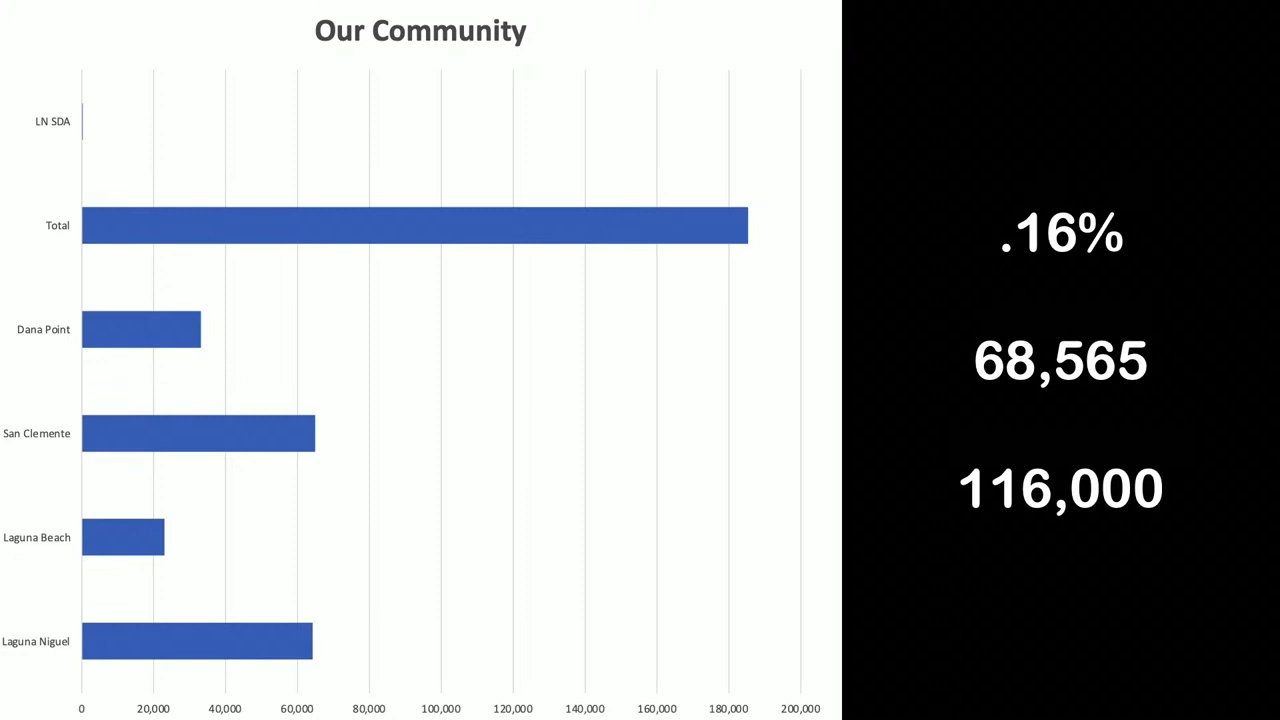 Our Community
LN SDA
Total
Dana Point
San Clemente
Laguna Beach
Laguna Niguel
0 20,000 40,000 60,000 80,000 100,000 120,000 140,000 160,000 180,000 200,000
.16%
68,565
116,000